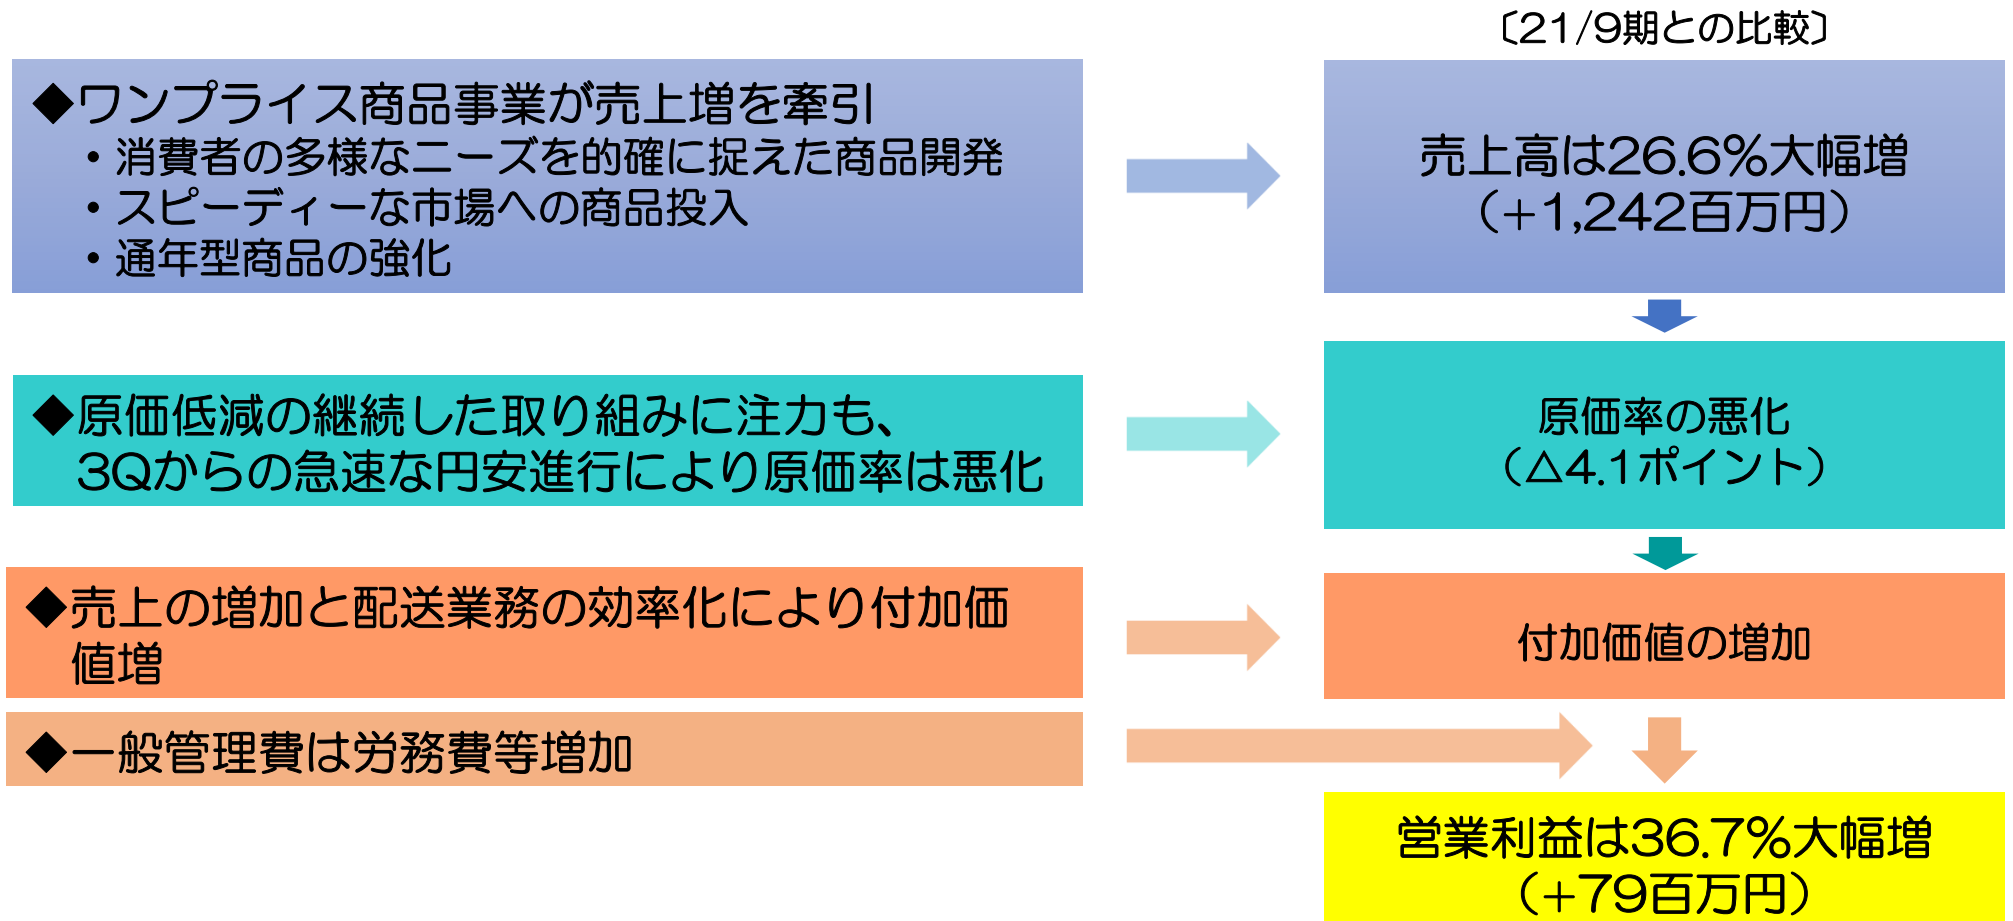 〔21/9期との比較〕
◆ワンプライス商品事業が売上増を牽引
・消費者の多様なニーズを的確に捉えた商品開発
・スピーディーな市場への商品投入
・通年型商品の強化
売上高は26.6%大幅増
（+1,242百万円）
◆原価低減の継続した取り組みに注力も、
3Qからの急速な円安進行により原価率は悪化
原価率の悪化
（△4.1ポイント）
◆売上の増加と配送業務の効率化により付加価
値増
付加価値の増加
◆一般管理費は労務費等増加
営業利益は36.7%大幅増
（+79百万円）